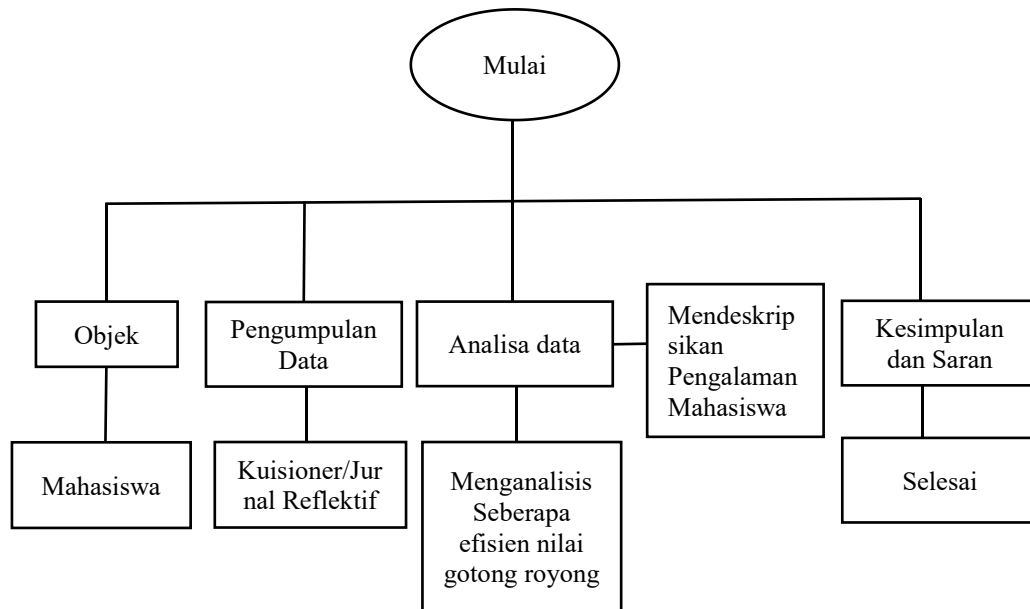 Mulai
Objek
Pengumpulan
Data
Analisa data
Mendeskrip
sikan
Pengalaman
Mahasiswa
Kesimpulan
dan Saran
Mahasiswa
Kuisioner/Jur
nal Reflektif
Menganalisis
Seberapa
efisien nilai
gotong royong
Selesai